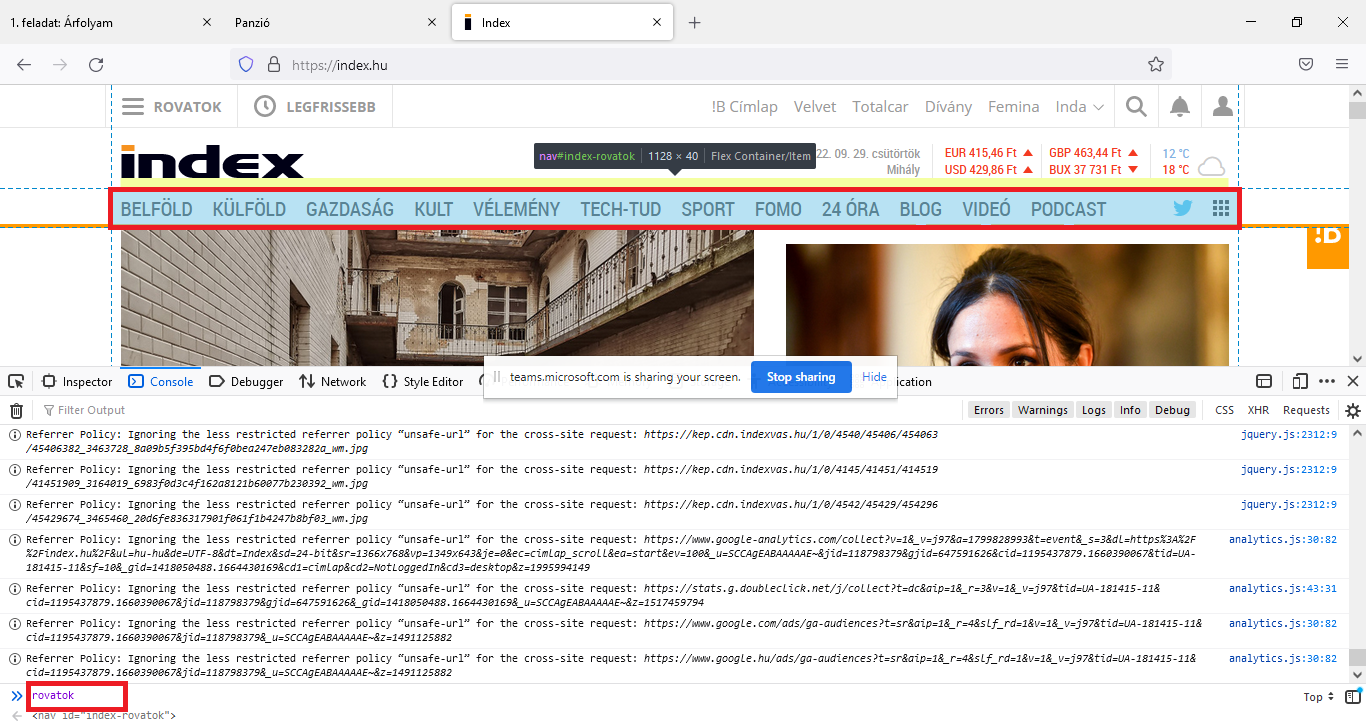 1. feladat: Árfolyam
Panzió
Index
https://index.hu
ROVATOK
LEGFRISSEBB
!B Címlap
Velvet
Totalcar
Dívány
Femina
Inda
index
nav#index-rovatok
1128 × 40
Flex Container/Item
22. 09. 29. csütörtök
Mihály
EUR 415,46 Ft
GBP 463,44 Ft
12 °C
USD 429,86 Ft
BUX 37 731 Ft
18 °C
BELFÖLD KÜLFÖLD GAZDASÁG KULT VÉLEMÉNY TECH-TUD SPORT FOMO 24 ÓRA BLOG VIDEÓ PODCAST
!B
teams.microsoft.com is sharing your screen.
Stop sharing
Hide
Inspector
Console
Debugger
Network
Style Editor
Filter Output
Errors
Warnings
Logs
Info
Debug
CSS
XHR
Requests
Referrer Policy: Ignoring the less restricted referrer policy “unsafe-url” for the cross-site request: https://kep.cdn.indexvas.hu/1/0/4540/45406/454063
/45406382_3463728_8a09b5f395bd4f6f0bea247eb083282a_wm.jpg
jquery.js:2312:9
Referrer Policy: Ignoring the less restricted referrer policy “unsafe-url” for the cross-site request: https://kep.cdn.indexvas.hu/1/0/4145/41451/414519
/41451909_3164019_6983f0d3c4f162a8121b60077b230392_wm.jpg
jquery.js:2312:9
Referrer Policy: Ignoring the less restricted referrer policy “unsafe-url” for the cross-site request: https://kep.cdn.indexvas.hu/1/0/4542/45429/454296
/45429674_3465460_20d6fe836317901f061f1b4247b8bf03_wm.jpg
jquery.js:2312:9
Referrer Policy: Ignoring the less restricted referrer policy “unsafe-url” for the cross-site request: https://www.google-analytics.com/collect?v=1&_v=j97&a=1799828993&t=event&_s=3&dl=https%3A%2F
%2Findex.hu%2F&ul=hu-hu&de=UTF-8&dt=Index&sd=24-bit&sr=1366x768&vp=1349x643&je=0&ec=cimlap_scroll&ea=start&ev=100&_u=SCCAgEABAAAAAE~&jid=118798379&gjid=647591626&cid=1195437879.1660390067&tid=UA-
181415-11&sf=10&_gid=1418050488.1664430169&cd1=cimlap&cd2=NotLoggedIn&cd3=desktop&z=1995994149
analytics.js:30:82
Referrer Policy: Ignoring the less restricted referrer policy “unsafe-url” for the cross-site request: https://stats.g.doubleclick.net/j/collect?t=dc&aip=1&_r=3&v=1&_v=j97&tid=UA-181415-11&
cid=1195437879.1660390067&jid=118798379&gjid=647591626&_gid=1418050488.1664430169&_u=SCCAgEABAAAAAE~&z=1517459794
analytics.js:43:31
Referrer Policy: Ignoring the less restricted referrer policy “unsafe-url” for the cross-site request: https://www.google.com/ads/ga-audiences?t=sr&aip=1&_r=4&slf_rd=1&v=1&_v=j97&tid=UA-181415-11&
cid=1195437879.1660390067&jid=118798379&_u=SCCAgEABAAAAAE~&z=1491125882
analytics.js:30:82
Referrer Policy: Ignoring the less restricted referrer policy “unsafe-url” for the cross-site request: https://www.google.hu/ads/ga-audiences?t=sr&aip=1&_r=4&slf_rd=1&v=1&_v=j97&tid=UA-181415-11&
cid=1195437879.1660390067&jid=118798379&_u=SCCAgEABAAAAAE~&z=1491125882
analytics.js:30:82
rovatok
Top
<nav id="index-rovatok">